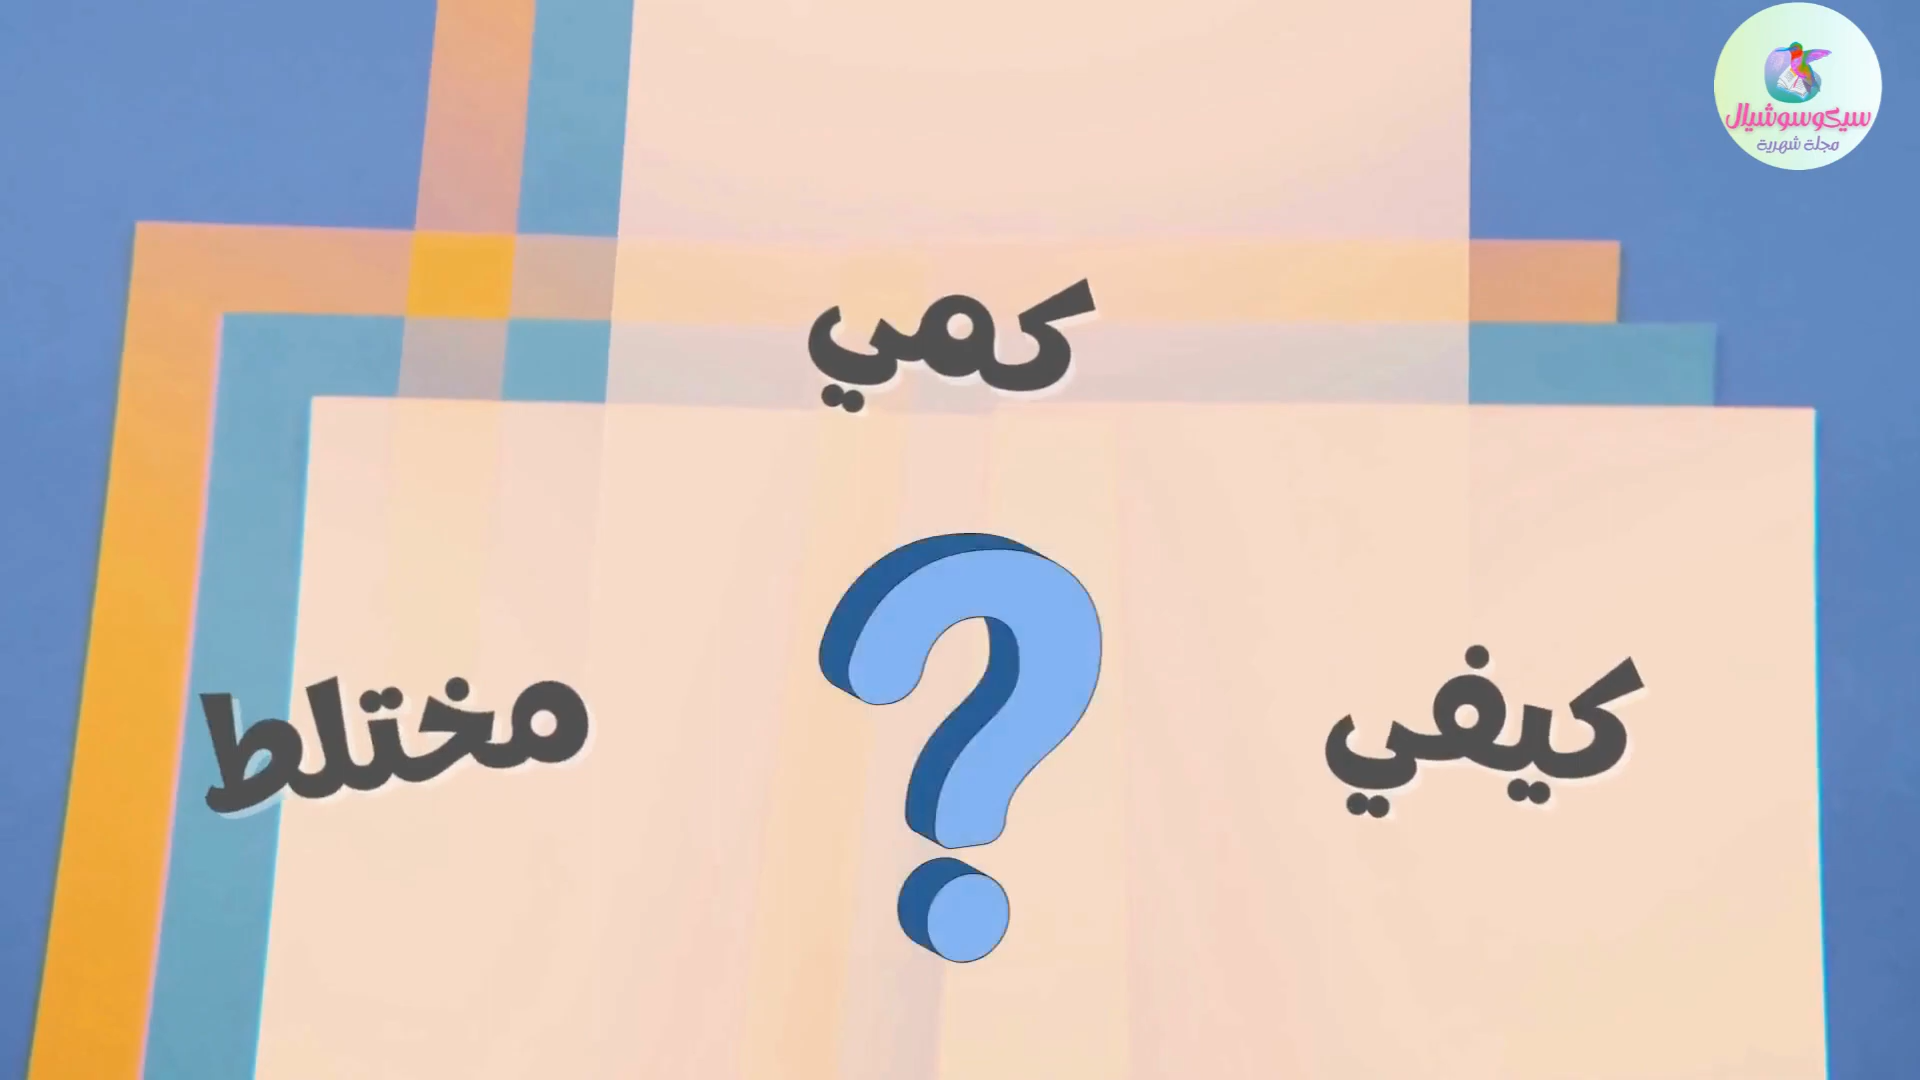 سيكوسوشيال
مجلة شهرية
كمي
كيفي
؟
مختلط